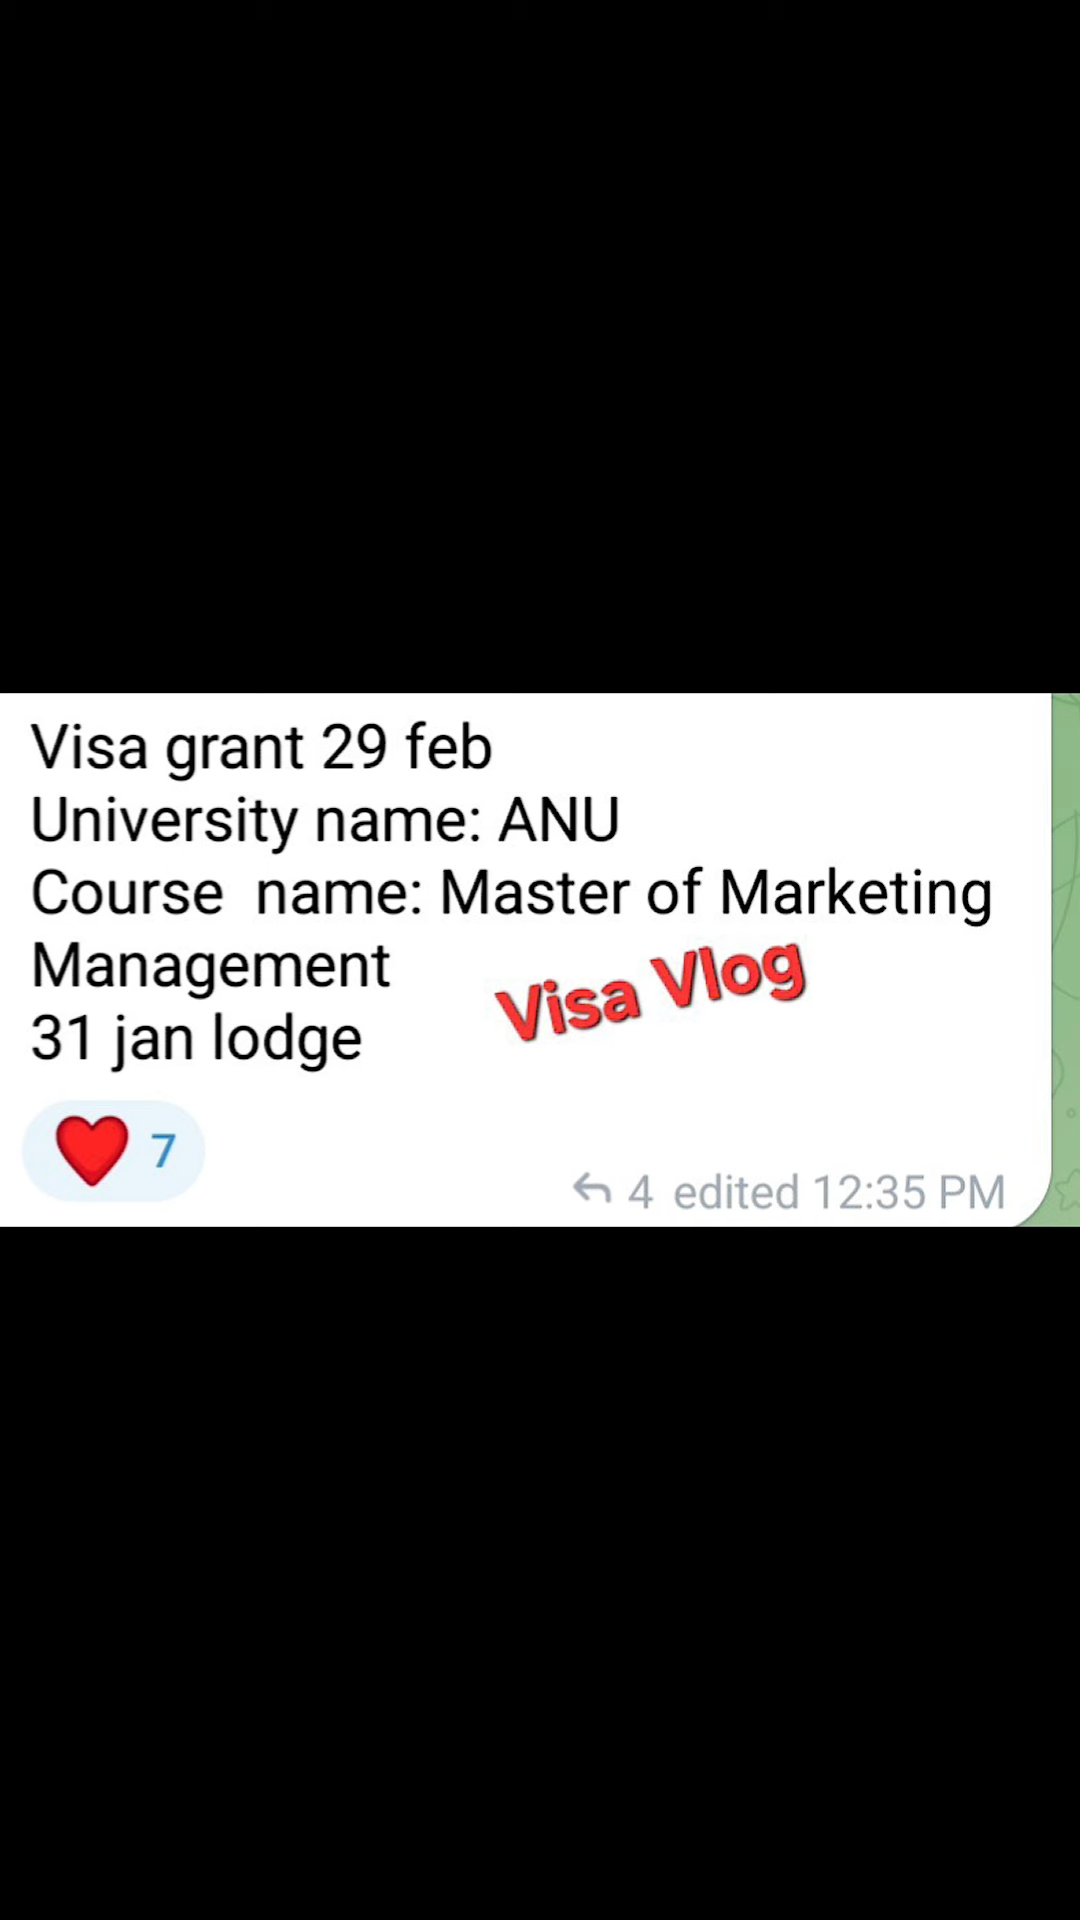 Visa grant 29 feb
University name: ANU
Course  name: Master of Marketing
Management
Visa Vlog
31 jan lodge
❤️ 7
4 edited 12:35 PM